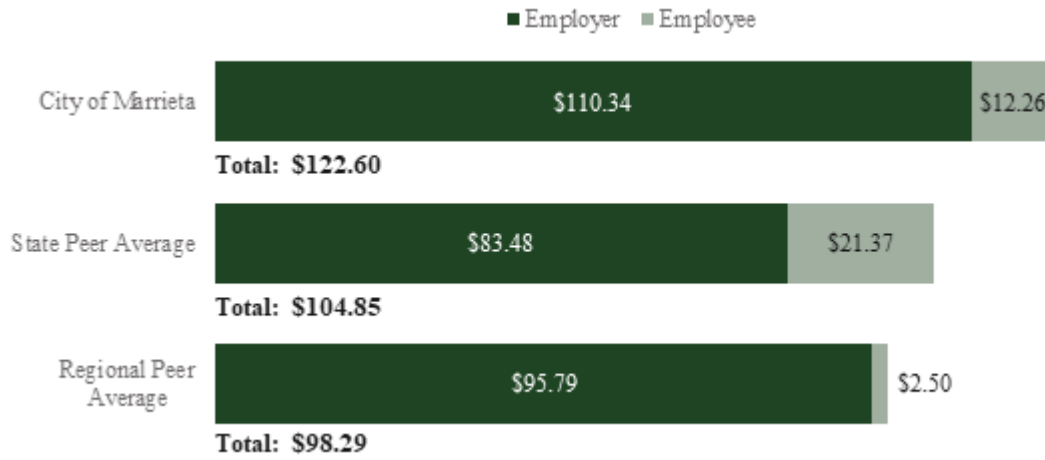 Employer Employee
City of Marrieta
$110.34
$12.26
Total: $122.60
State Peer Average
$83.48
$21.37
Total: $104.85
Regional Peer
Average
$95.79
$2.50
Total: $98.29